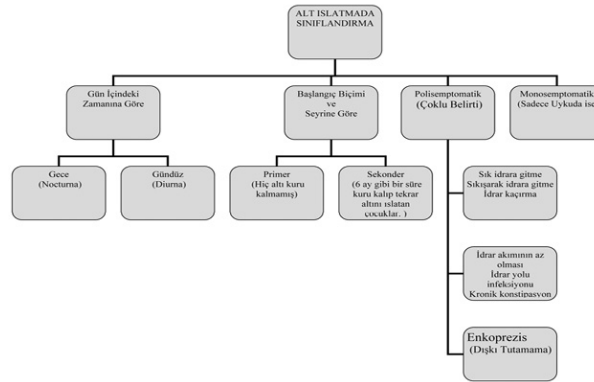 ALT ISLATMADA
SINIFLANDIRMA
Gün İçindeki
Zamanına Göre
Başlangıç Biçimi
ve
Seyrine Göre
Polisemptomatik
(Çoklu Belirti)
Monosemptomatik
(Sadece Uykuda ise
Gece
(Nocturna)
Gündüz
(Diurna)
Primer
(Hiç altı kuru
kalmamış)
Sekonder
(6 ay gibi bir süre
kuru kalıp tekrar
altını ıslatan
çocuklar. )
Sık idrara gitme
Sıkışarak idrara gitme
İdrar kaçırma
İdrar akımının az
olması
İdrar yolu
infeksiyonu
Kronik konstipasyon
Enkoprezis
(Dışkı Tutamama)